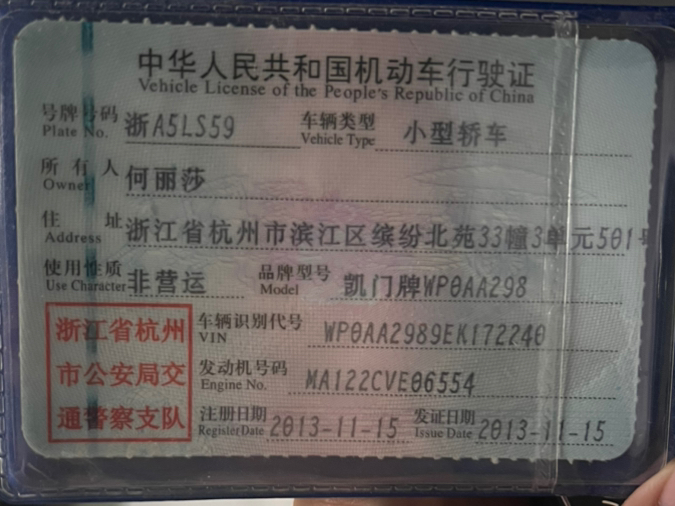 中华人民共和国机动车行驶证
Vehicle License of the People's Republic of China
号牌号码 浙A5LS59 车辆类型 小型轿车
Plate No. Vehicle Type
所有人 何丽莎
Owner
住址 浙江省杭州市滨江区缤纷北苑33幢3单元501
Address
使用性质 非营运 品牌型号 凯门牌WP0AA298
Use Character Model
浙江省杭州 车辆识别代号 WP0AA2989EK172240
VIN
市公安局交 发动机号码 MA122CVE06554
Engine No.
通警察支队 注册日期 2013-11-15 发证日期 2013-11-15
Register Date Issue Date